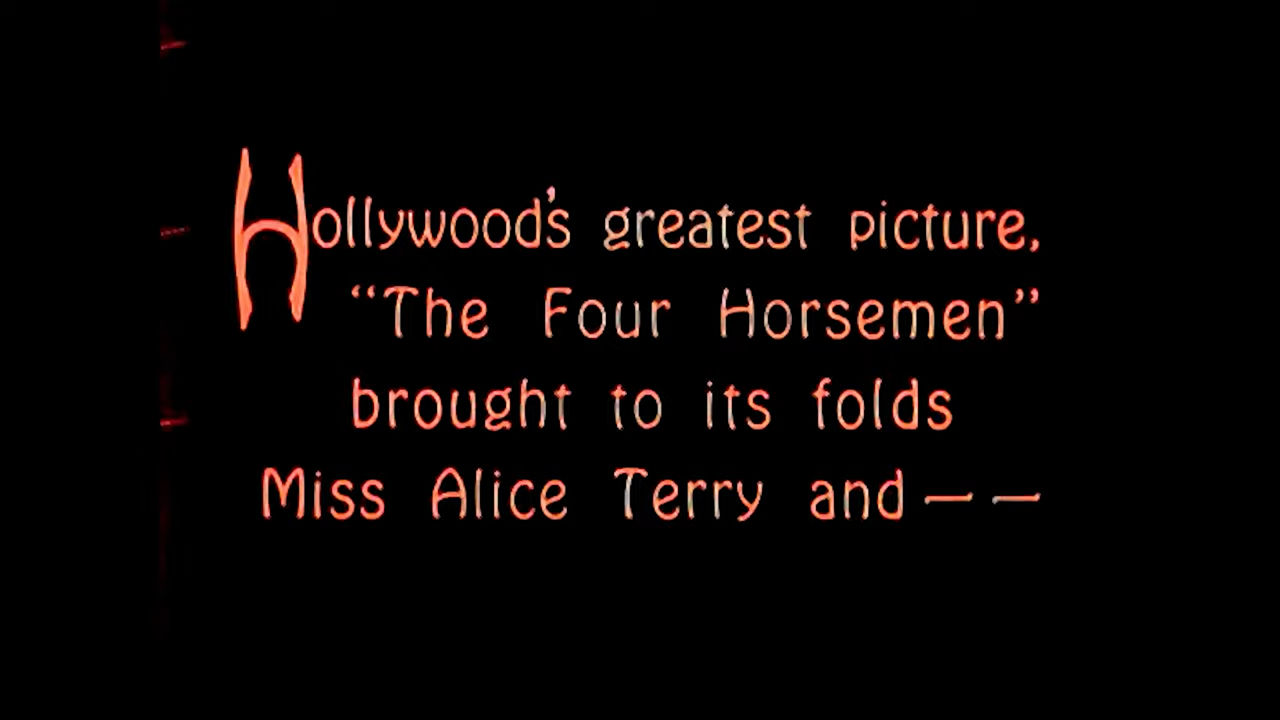 Hollywood's greatest picture,
“The Four Horsemen”
brought to its folds
Miss Alice Terry and — —